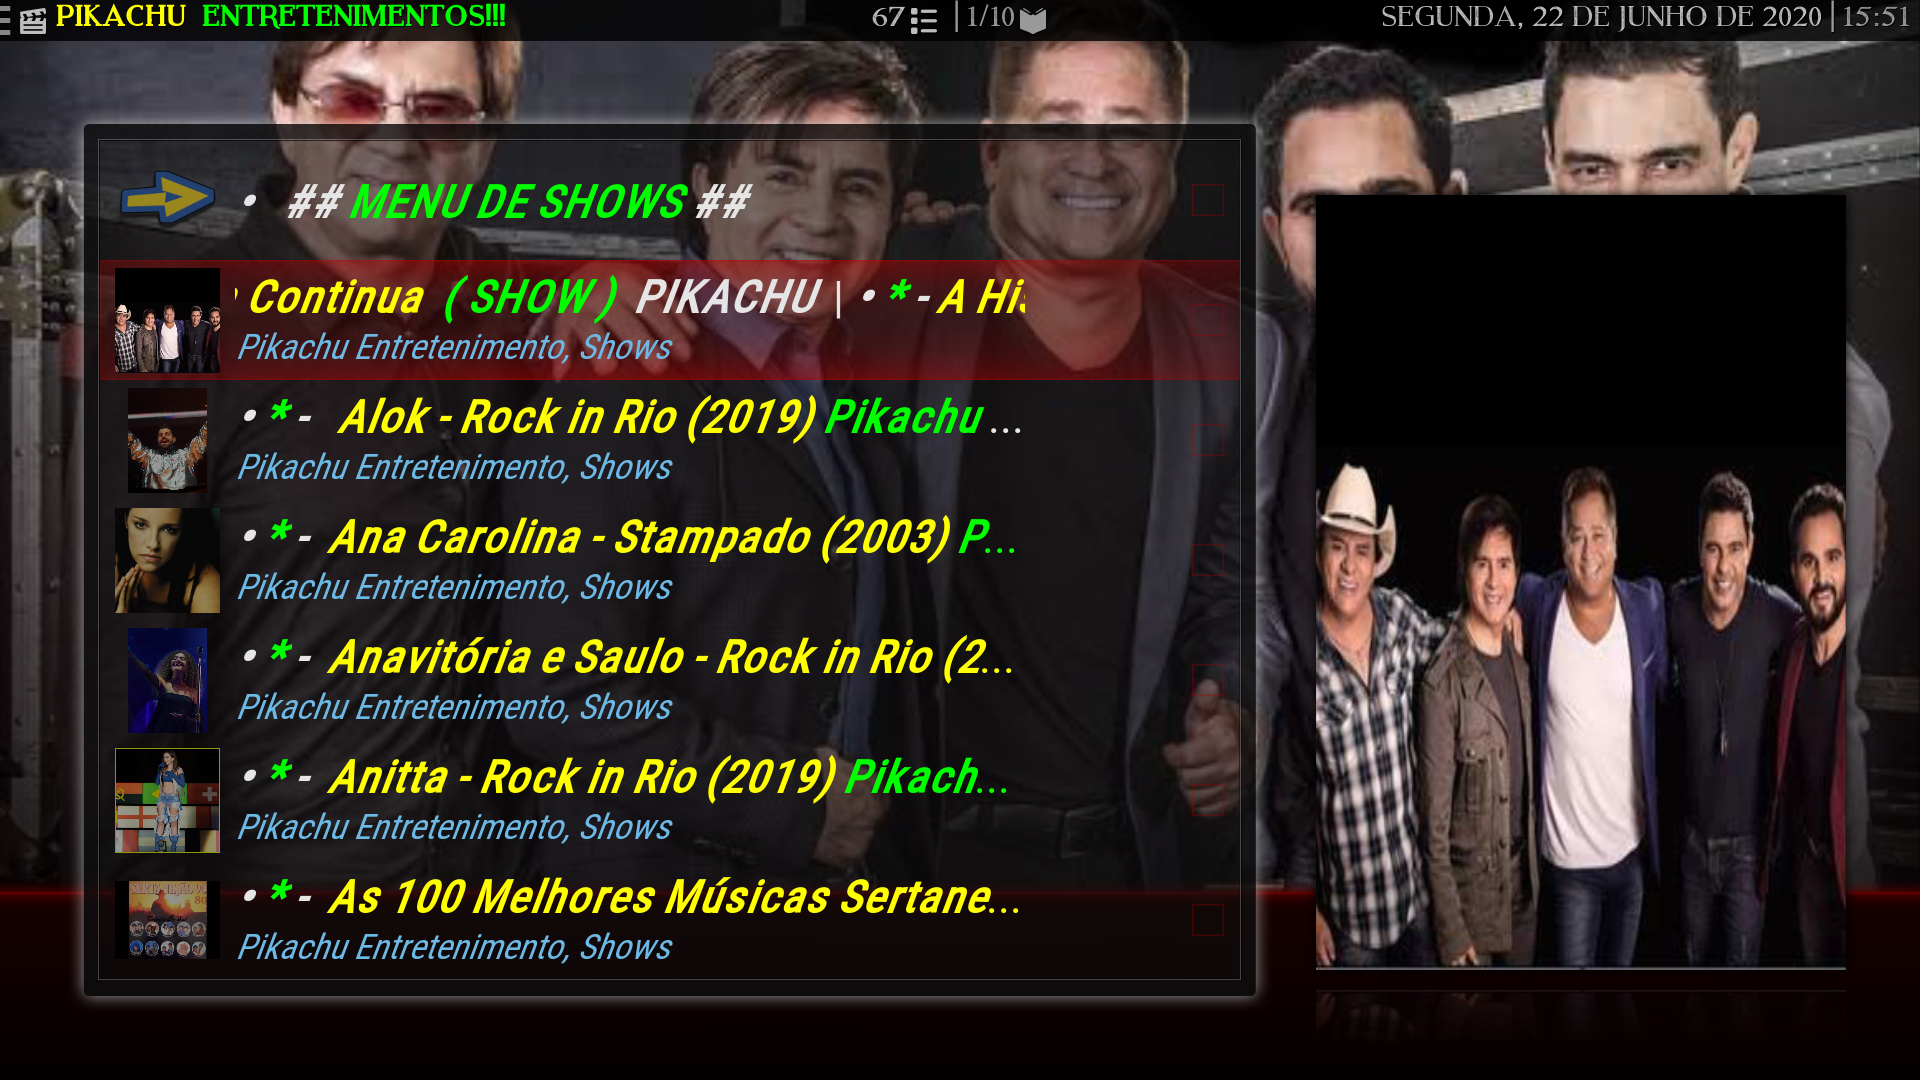 PIKACHU ENTRETENIMENTOS!!!
67 | 1/10
SEGUNDA, 22 DE JUNHO DE 2020 | 15:51
• ## MENU DE SHOWS ##
Continua ( SHOW ) PIKACHU | • * - A His
Pikachu Entretenimento, Shows
• * - Alok - Rock in Rio (2019) Pikachu ...
Pikachu Entretenimento, Shows
• * - Ana Carolina - Stampado (2003) P...
Pikachu Entretenimento, Shows
• * - Anavitória e Saulo - Rock in Rio (2...
Pikachu Entretenimento, Shows
• * - Anitta - Rock in Rio (2019) Pikach...
Pikachu Entretenimento, Shows
• * - As 100 Melhores Músicas Sertane...
Pikachu Entretenimento, Shows